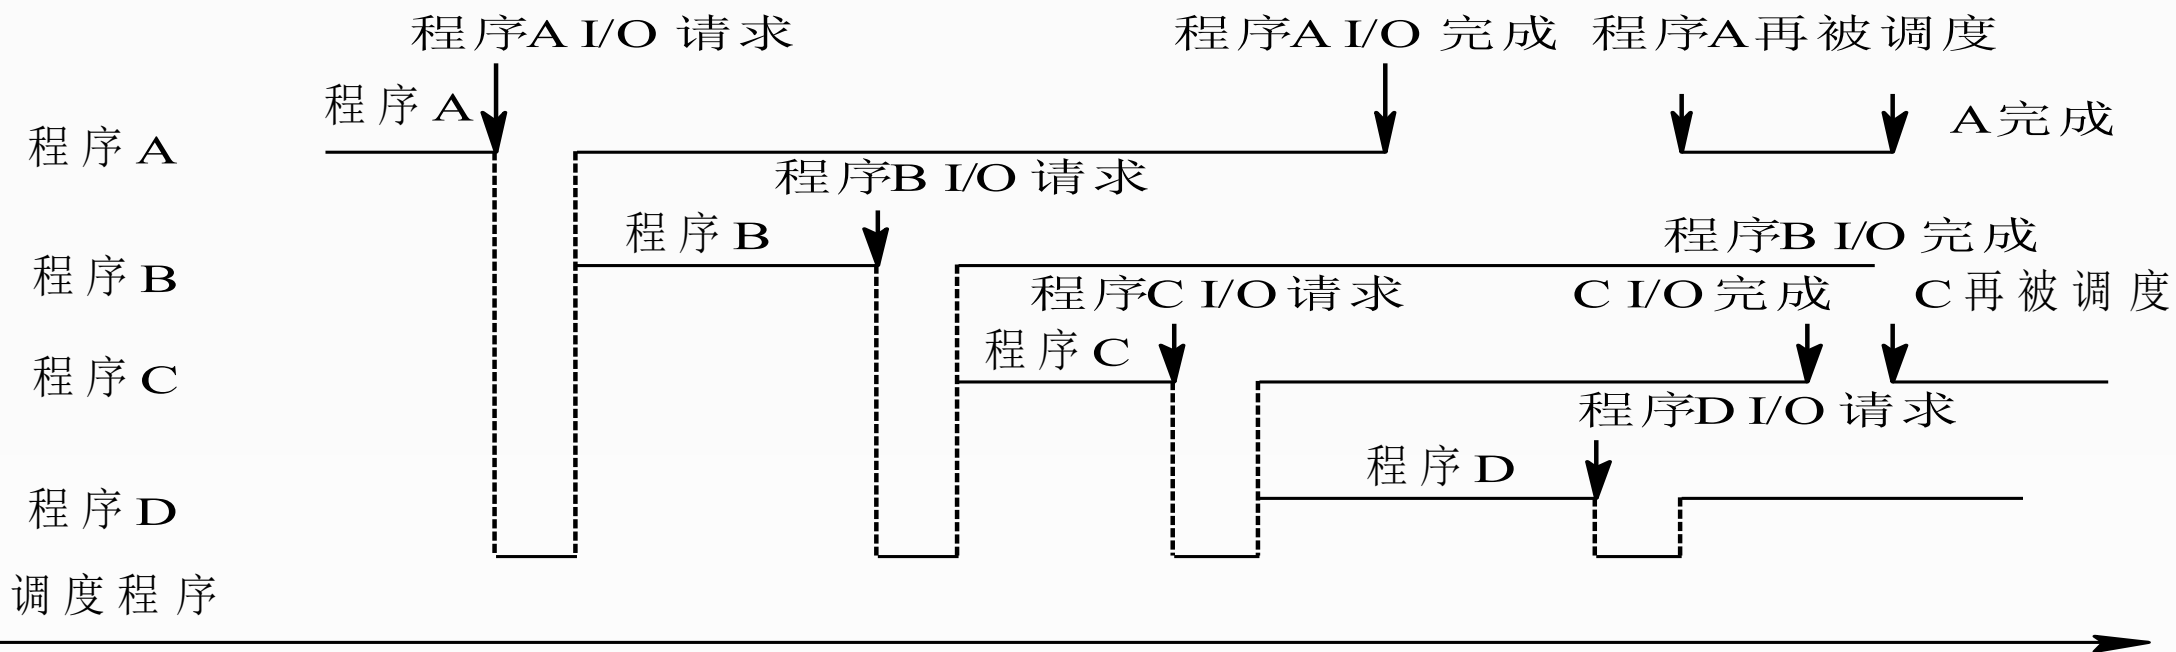 程序A I/O 请求
程序A I/O 完成
程序A再被调度
程序A
A完成
程序A
程序B I/O 请求
程序B
程序B I/O 完成
程序B
程序C I/O 请求
C I/O 完成
C再被调度
程序C
程序C
程序D I/O 请求
程序D
程序D
调度程序